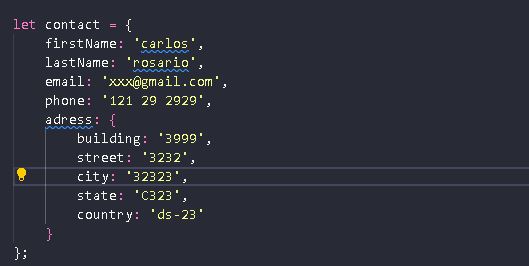 let contact = {
    firstName: 'carlos',
    lastName: 'rosario',
    email: 'xxx@gmail.com',
    phone: '121 29 2929',
    adress: {
        building: '3999',
        street: '3232',
        city: '32323',
        state: 'C323',
        country: 'ds-23'
    }
};